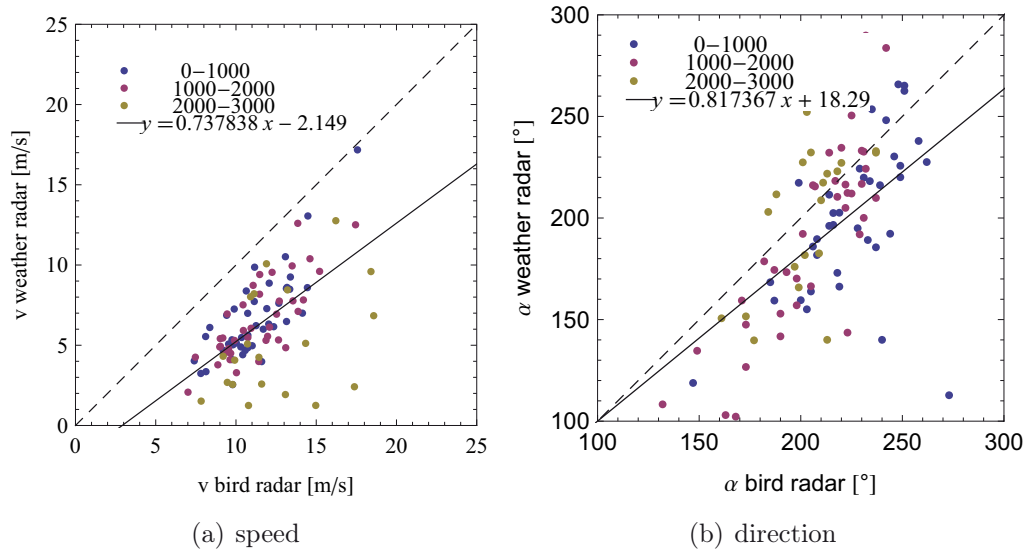 25
20
15
10
5
0
0 5 10 15 20 25
v weather radar [m/s]
v bird radar [m/s]
0−1000
1000−2000
2000−3000
y = 0.737838 x − 2.149
(a) speed
300
250
200
150
100
100 150 200 250 300
α weather radar [°]
α bird radar [°]
0−1000
1000−2000
2000−3000
y = 0.817367 x + 18.29
(b) direction